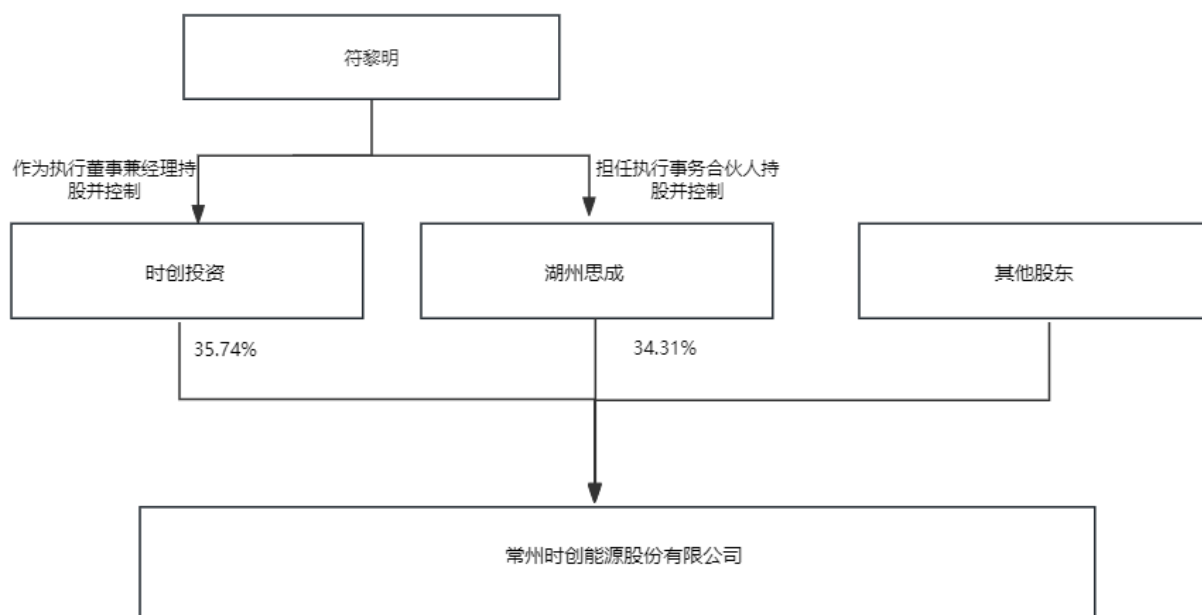 符黎明
作为执行董事兼经理持
股并控制
担任执行事务合伙人持
股并控制
时创投资
湖州思成
其他股东
35.74%
34.31%
常州时创能源股份有限公司